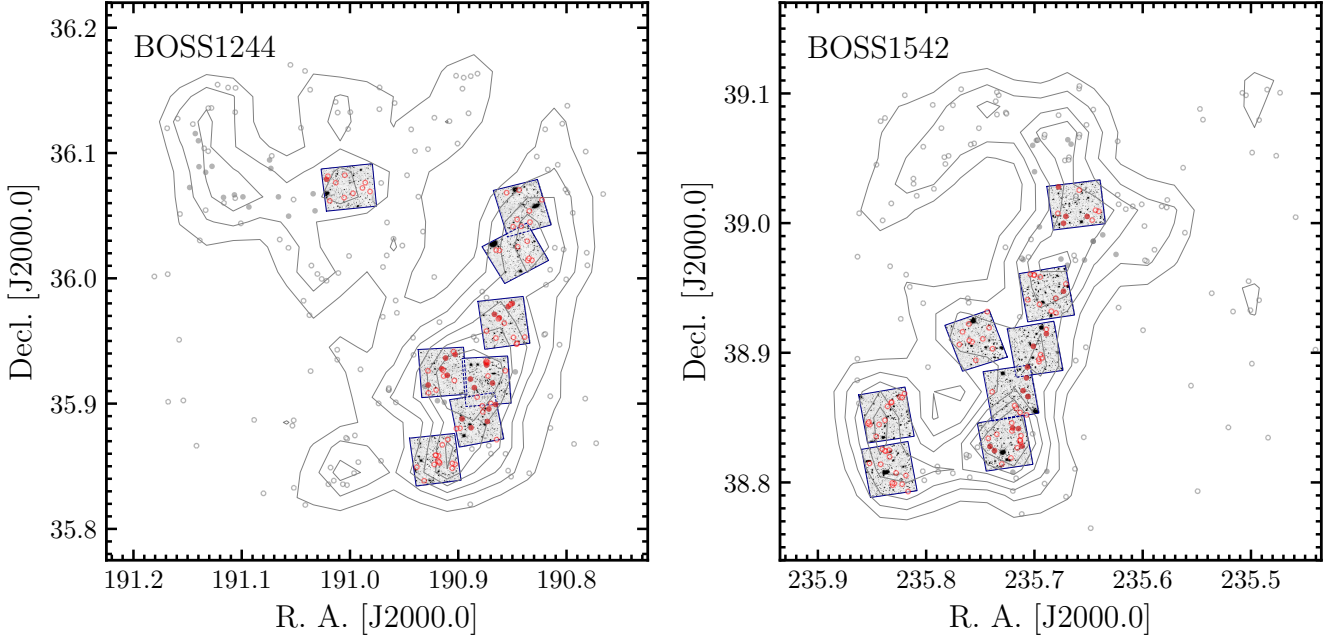 BOSS1244
36.2
36.1
36.0
35.9
35.8
Decl. [J2000.0]
191.2 191.1 191.0 190.9 190.8
R. A. [J2000.0]
BOSS1542
39.1
39.0
38.9
38.8
Decl. [J2000.0]
235.9 235.8 235.7 235.6 235.5
R. A. [J2000.0]